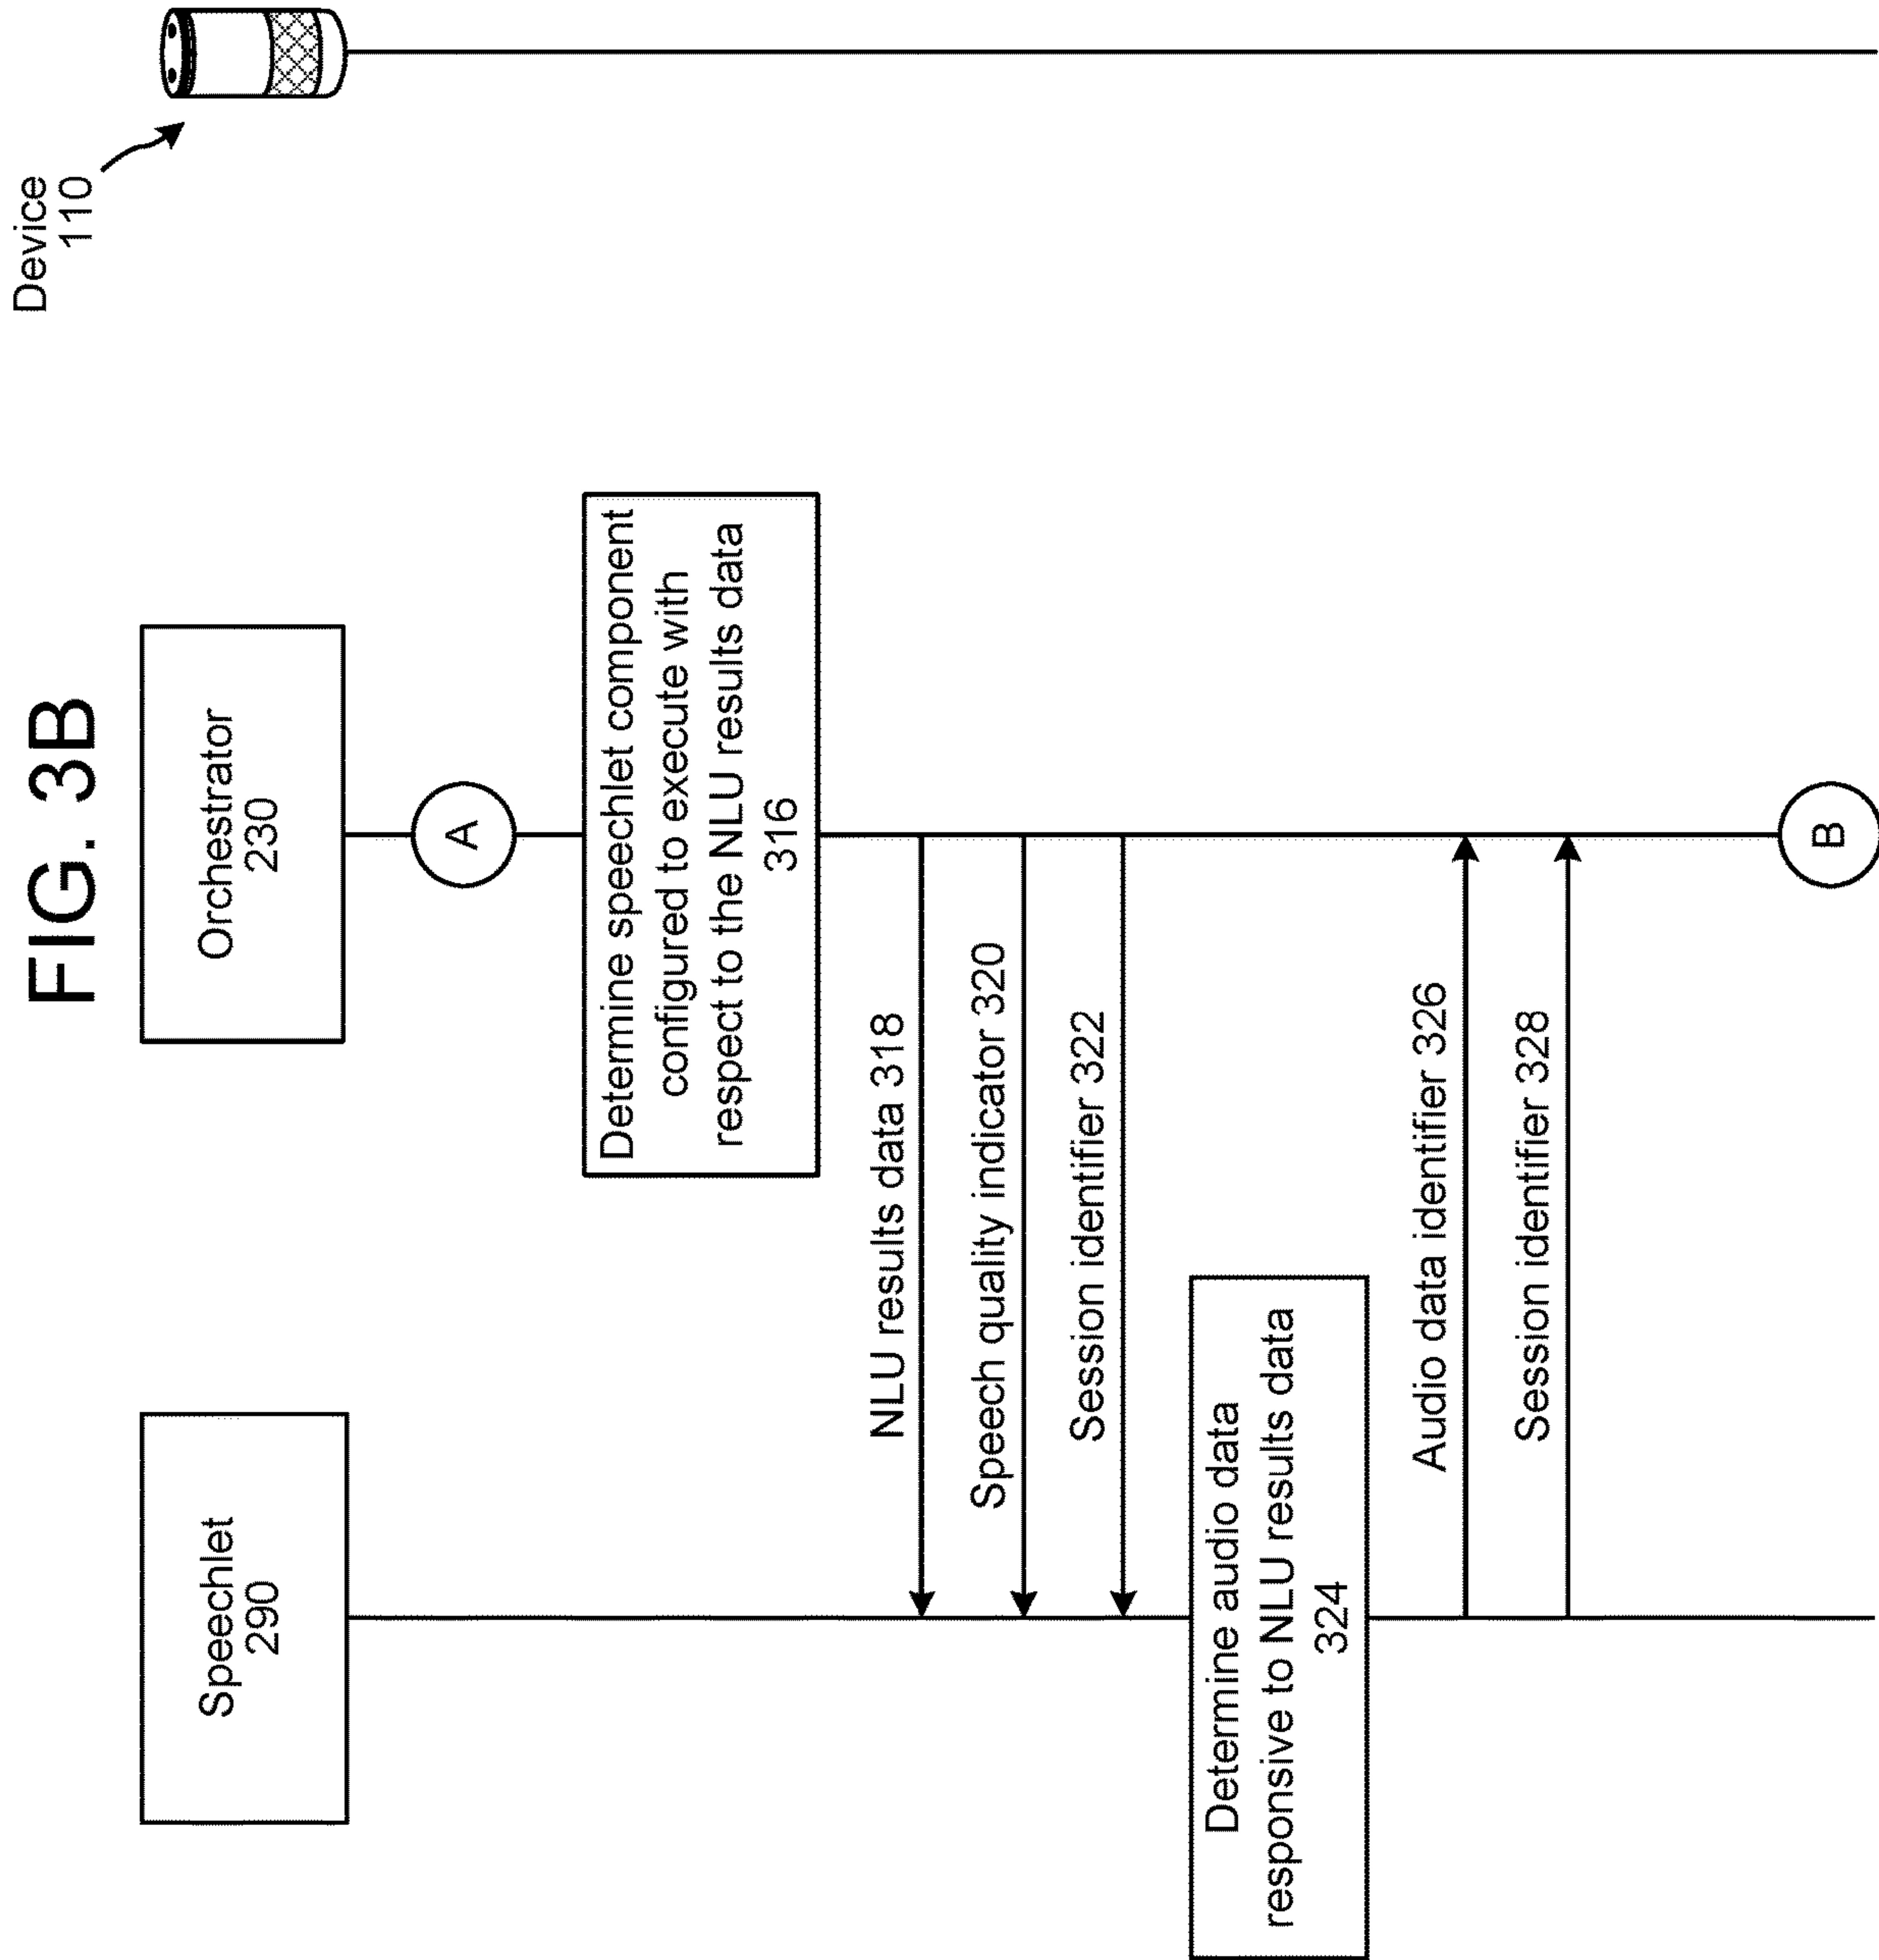 FIG. 3B
Device
110
Orchestrator
230
Speechlet
290
A
Determine speechlet component
configured to execute with
respect to the NLU results data
316
NLU results data 318
Speech quality indicator 320
Session identifier 322
Determine audio data
responsive to NLU results data
324
Audio data identifier 326
Session identifier 328
B